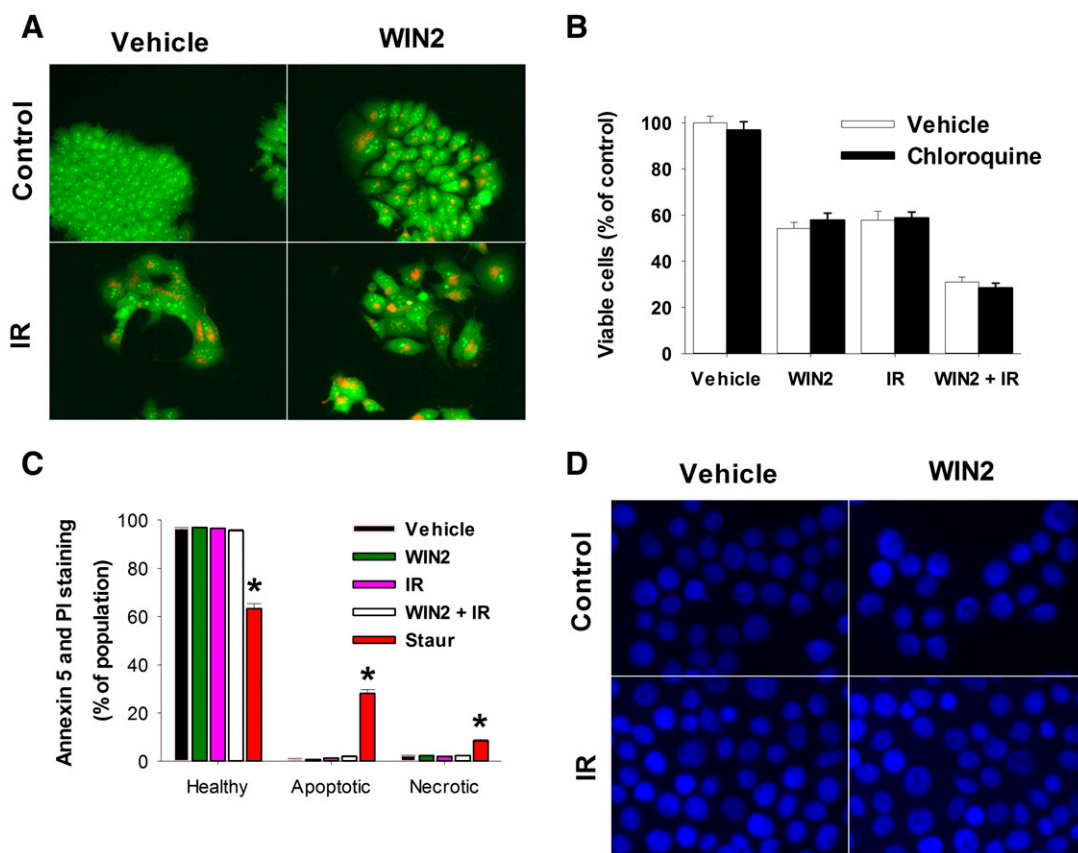 A
Vehicle
WIN2
Control
IR
B
Viable cells (% of control)
100
80
60
40
20
0
Vehicle
Chloroquine
Vehicle
WIN2
IR
WIN2 + IR
C
Annexin 5 and PI staining
(% of population)
100
80
60
40
20
0
Vehicle
WIN2
IR
WIN2 + IR
Staur
*
*
*
Healthy
Apoptotic
Necrotic
D
Vehicle
WIN2
Control
IR